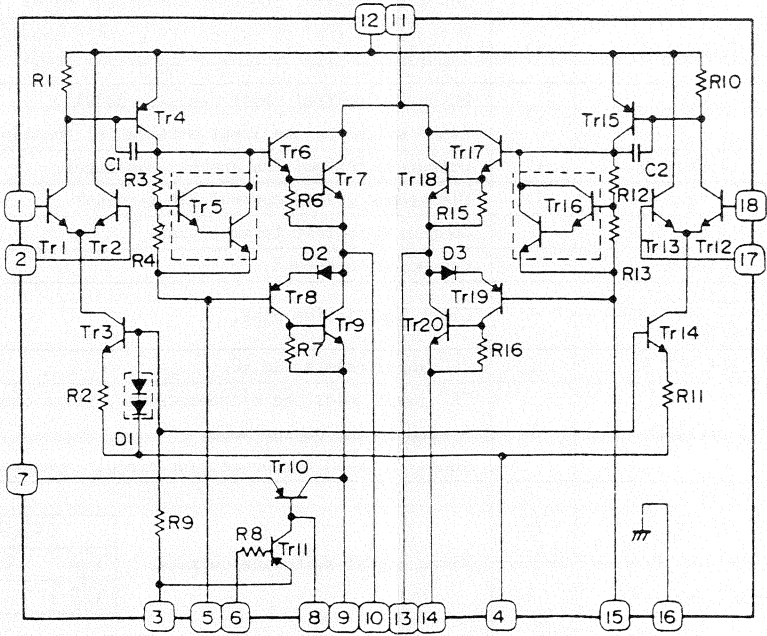 12 11
R1 R10
Tr4 Tr15
C1 Tr6 Tr17 C2
R3 Tr5 Tr7 Tr18 Tr16 R12
1 R6 R15 18
Tr1 Tr2 Tr13 Tr12
2 R4 D2 D3 R13 17
Tr8 Tr19
Tr3 Tr9 Tr20 Tr14
R7 R16
R2 R11
D1
7 Tr10
R9 R8
Tr11
3 5 6 8 9 10 13 14 4 15 16